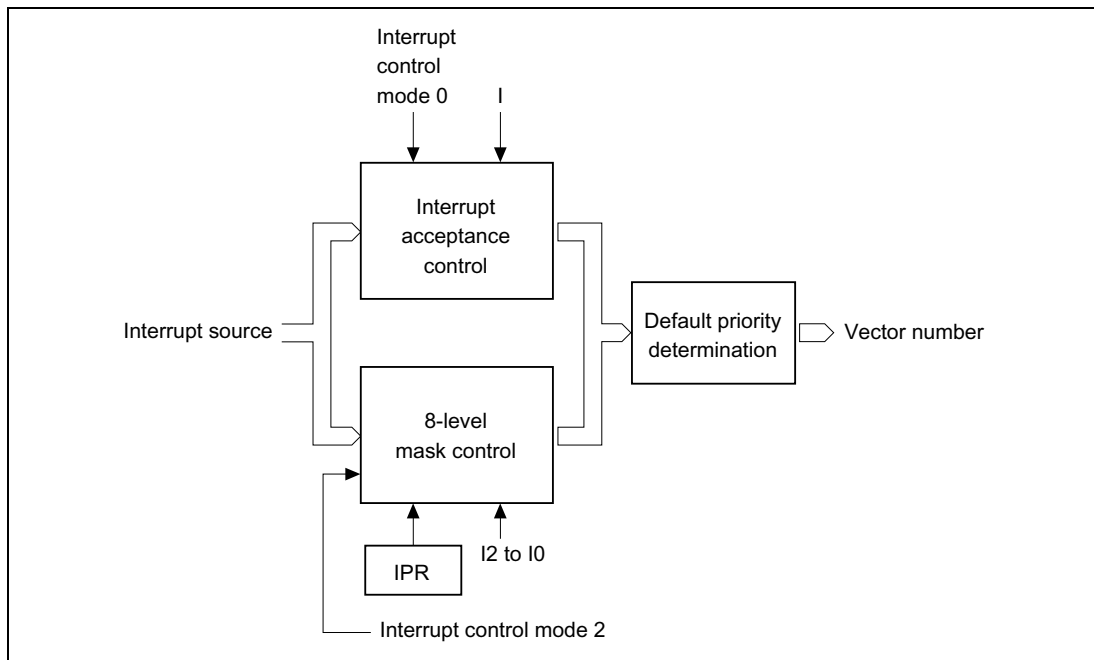 Interrupt
control
mode 0
I
Interrupt
acceptance
control
Interrupt source
Default priority
determination
Vector number
8-level
mask control
IPR
I2 to I0
Interrupt control mode 2